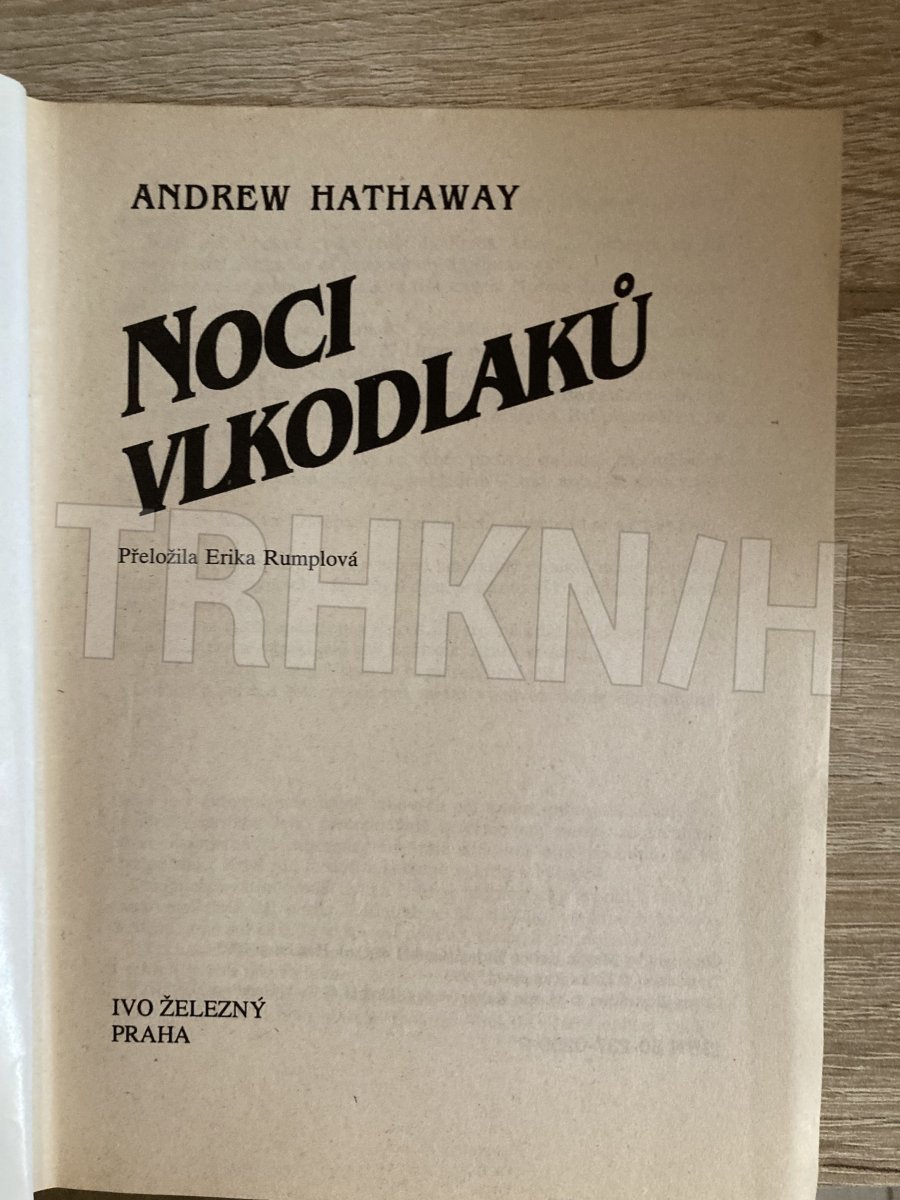 ANDREW HATHAWAY
NOCI
VLKODLAKŮ
Přeložila Erika Rumplová
TRHKNIH
IVO ŽELEZNÝ
PRAHA